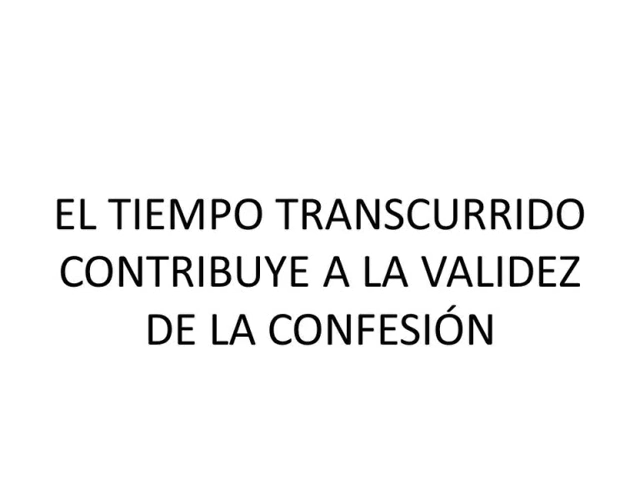 EL TIEMPO TRANSCURRIDO
CONTRIBUYE A LA VALIDEZ
DE LA CONFESIÓN